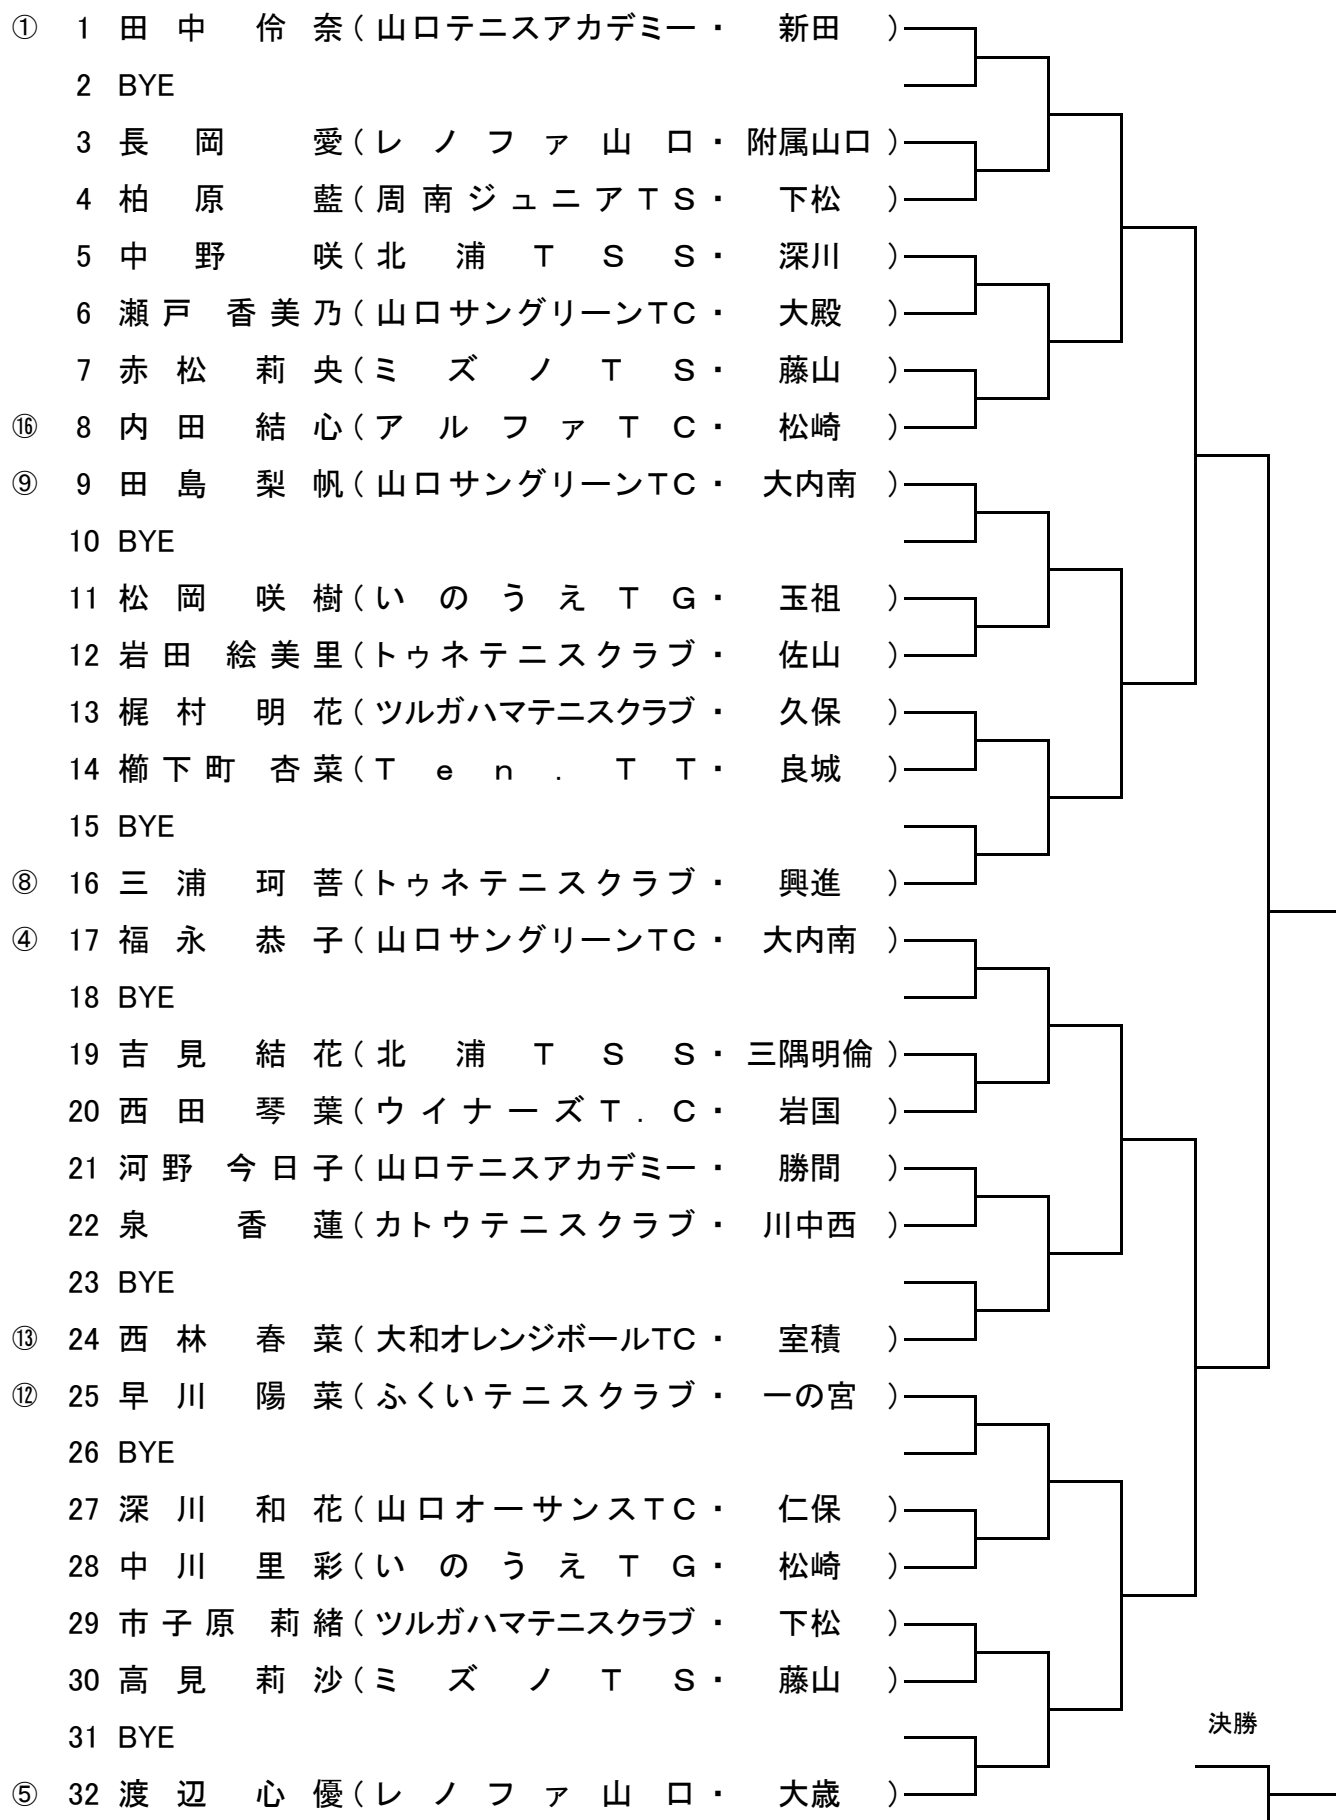 ① 1 田中 伶奈 ( 山口テニスアカデミー ・ 新田 )
2 BYE
3 長岡 愛 ( レノファ山口 ・ 附属山口 )
4 柏原 藍 ( 周南ジュニアTS ・ 下松 )
5 中野 咲 ( 北浦TSS ・ 深川 )
6 瀬戸 香美乃 ( 山口サングリーンTC ・ 大殿 )
7 赤松 莉央 ( ミズノTS ・ 藤山 )
⑯ 8 内田 結心 ( アルファTC ・ 松崎 )
⑨ 9 田島 梨帆 ( 山口サングリーンTC ・ 大内南 )
10 BYE
11 松岡 咲樹 ( いのうえTG ・ 玉祖 )
12 岩田 絵美里 ( トゥネテニスクラブ ・ 佐山 )
13 梶村 明花 ( ツルガハマテニスクラブ ・ 久保 )
14 櫛下町 杏菜 ( Ten.TT ・ 良城 )
15 BYE
⑧ 16 三浦 珂菩 ( トゥネテニスクラブ ・ 興進 )
④ 17 福永 恭子 ( 山口サングリーンTC ・ 大内南 )
18 BYE
19 吉見 結花 ( 北浦TSS ・ 三隅明倫 )
20 西田 琴葉 ( ウイナーズT.C ・ 岩国 )
21 河野 今日子 ( 山口テニスアカデミー ・ 勝間 )
22 泉 香蓮 ( カトウテニスクラブ ・ 川中西 )
23 BYE
⑬ 24 西林 春菜 ( 大和オレンジボールTC ・ 室積 )
⑫ 25 早川 陽菜 ( ふくいテニスクラブ ・ 一の宮 )
26 BYE
27 深川 和花 ( 山口オーサンスTC ・ 仁保 )
28 中川 里彩 ( いのうえTG ・ 松崎 )
29 市子原 莉緒 ( ツルガハマテニスクラブ ・ 下松 )
30 高見 莉沙 ( ミズノTS ・ 藤山 )
31 BYE
決勝
⑤ 32 渡辺 心優 ( レノファ山口 ・ 大歳 )